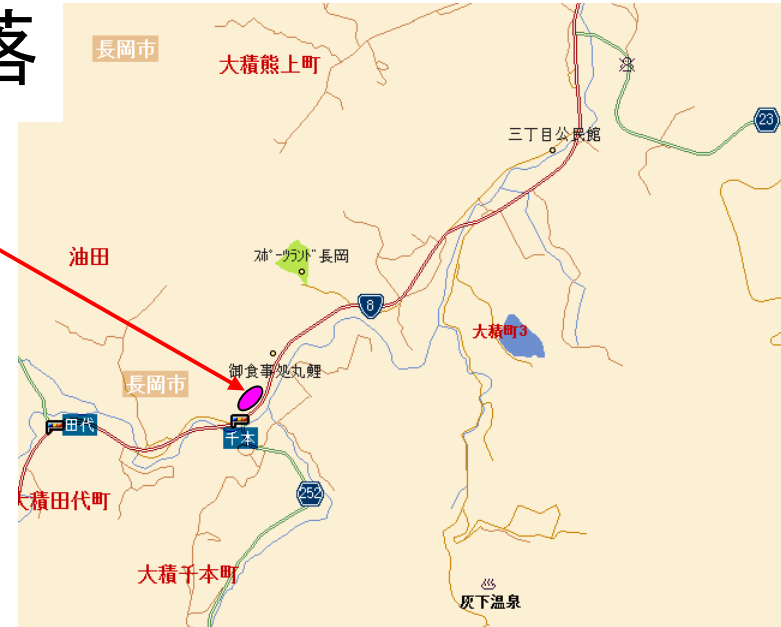 落
長岡市
大積熊上町
23
三丁目公民館
油田
スポーツランド長岡
8
大積町3
御食事処丸鯉
長岡市
田代
千本
252
大積田代町
大積千本町
灰下温泉